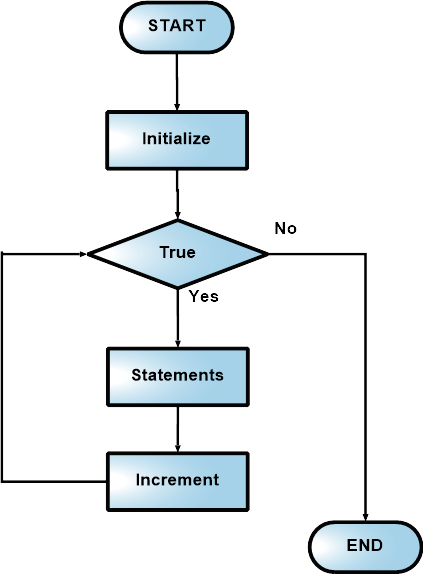 START
Initialize
True
No
Yes
Statements
Increment
END